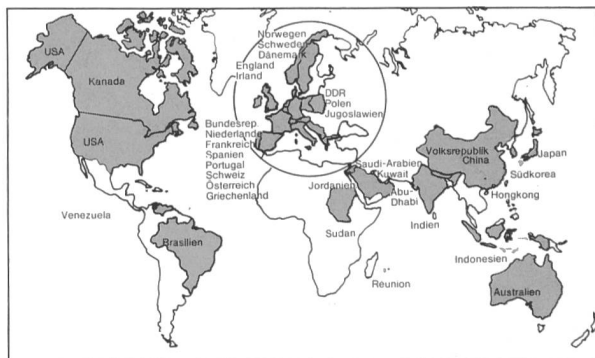 USA
Kanada
USA
Venezuela
Brasilien
Norwegen
Schweden
Dänemark
England
Irland
Bundesrep.
Niederlande
Frankreich
Spanien
Portugal
Schweiz
Österreich
Griechenland
DDR
Polen
Jugoslawien
Jordanien
Saudi-Arabien
Kuwait
Abu-
Dhabi
Sudan
Reunion
Indien
Volksrepublik
China
Japan
Südkorea
Hongkong
Indonesien
Australien